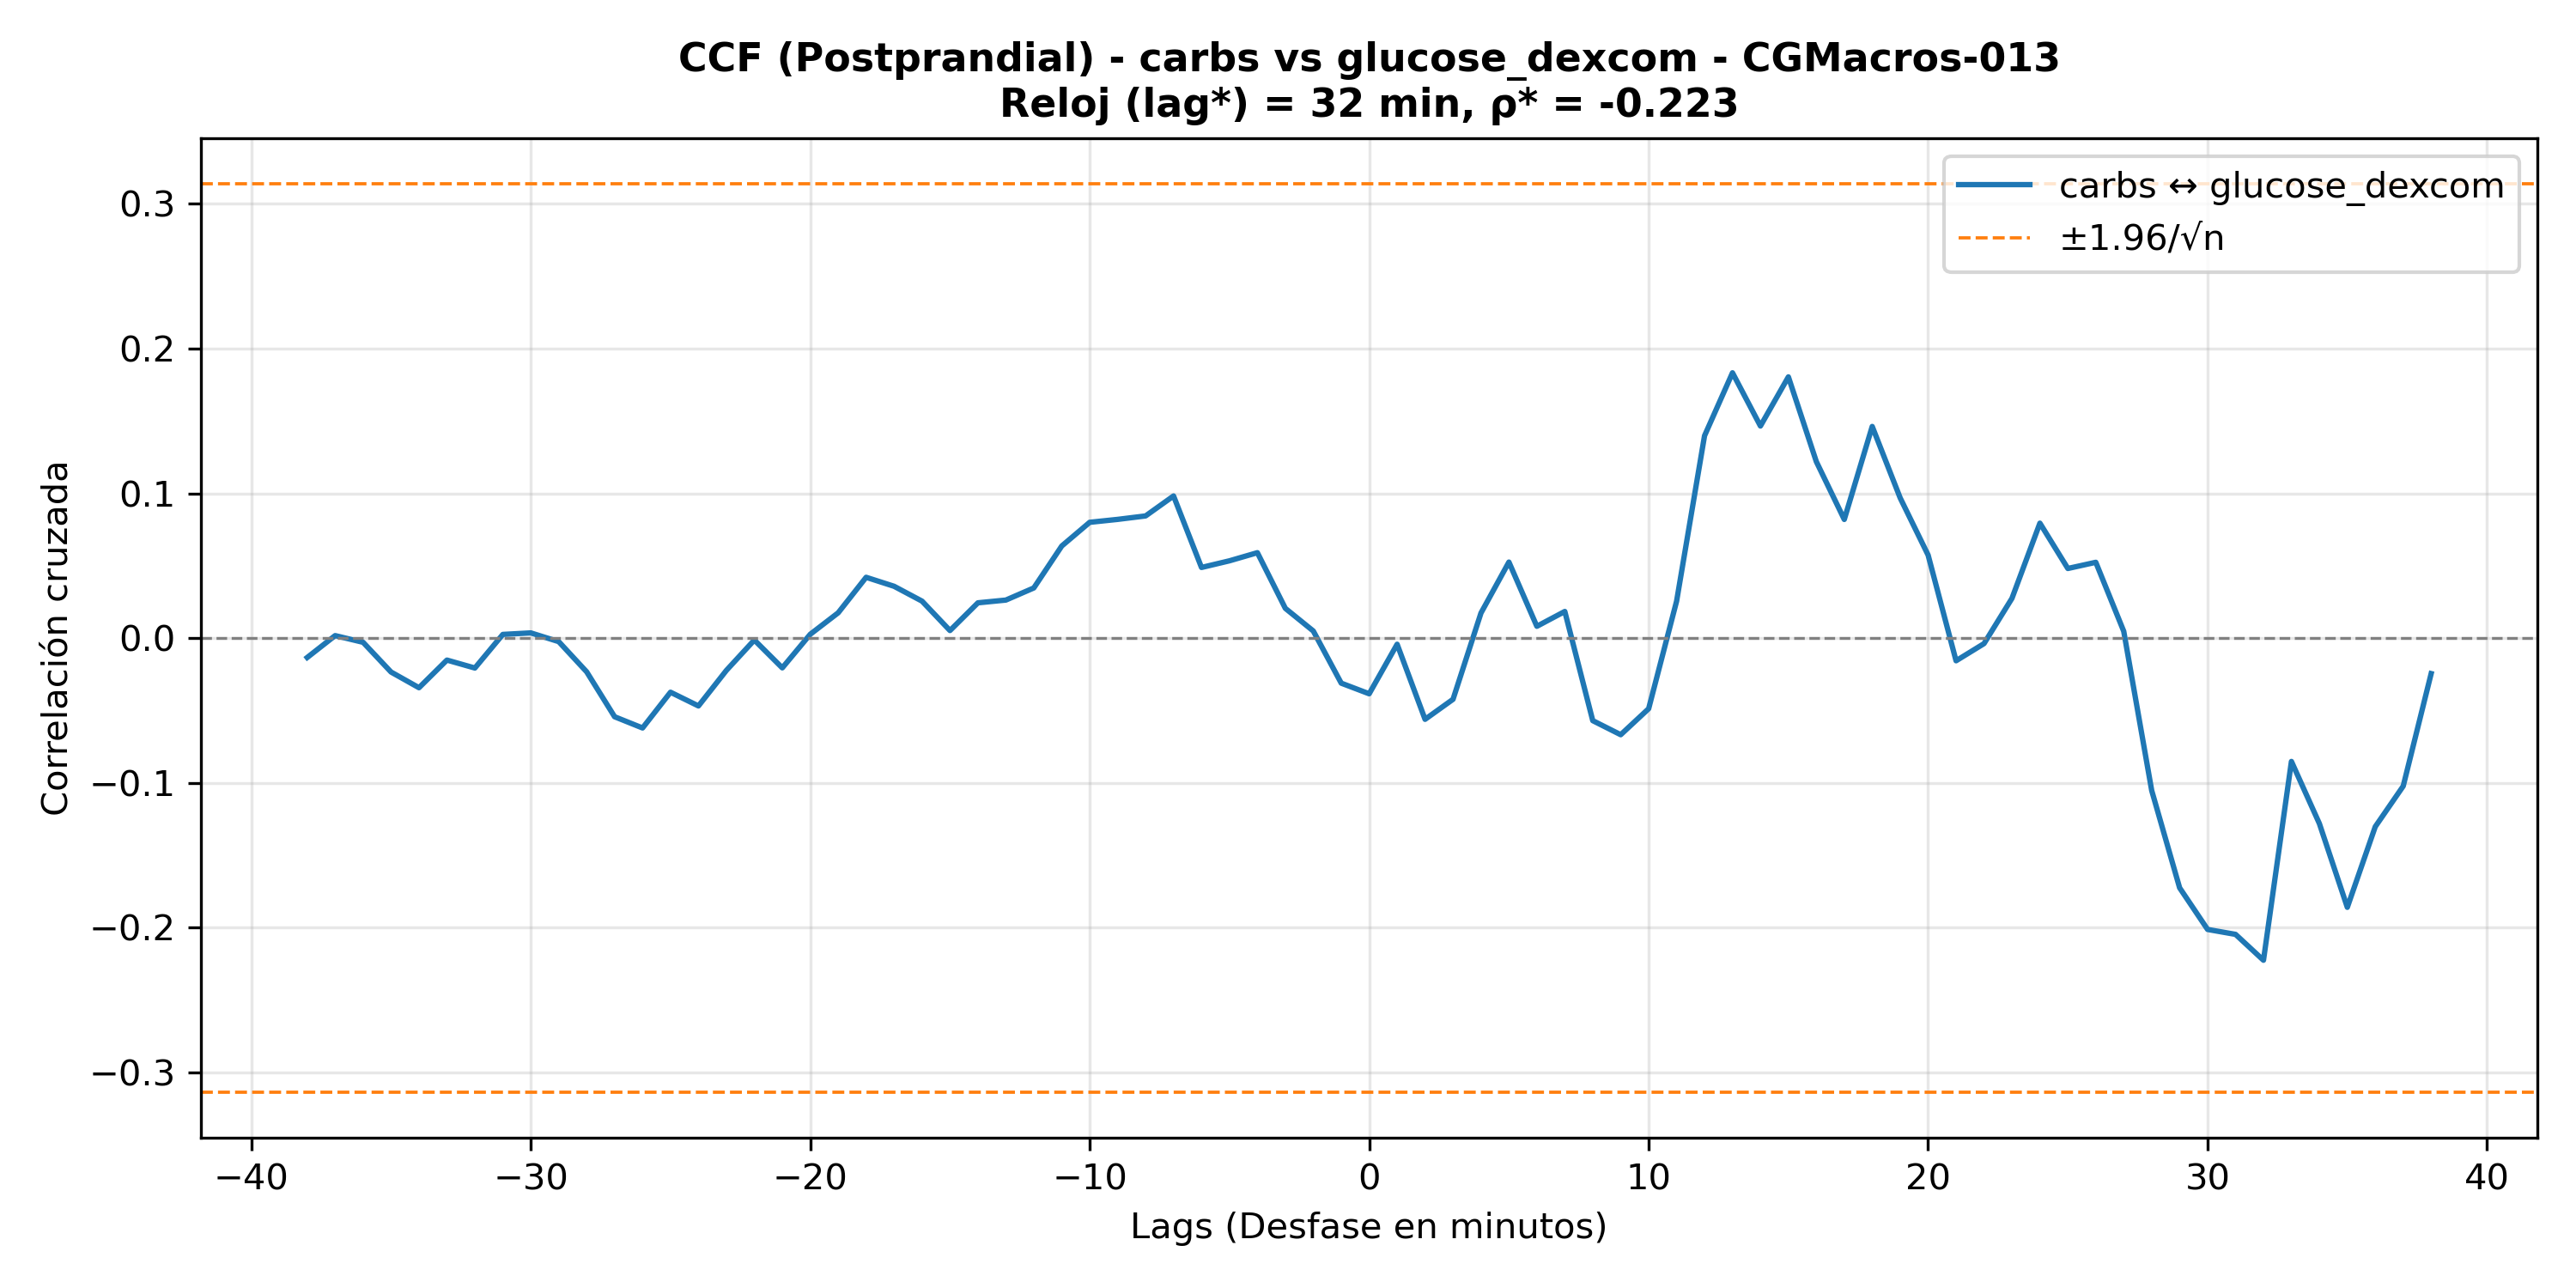 CCF (Postprandial) - carbs vs glucose_dexcom - CGMacros-013
Reloj (lag*) = 32 min, ρ* = -0.223
carbs ↔ glucose_dexcom
±1.96/√n
Correlación cruzada
0.3
0.2
0.1
0.0
−0.1
−0.2
−0.3
−40 −30 −20 −10 0 10 20 30 40
Lags (Desfase en minutos)